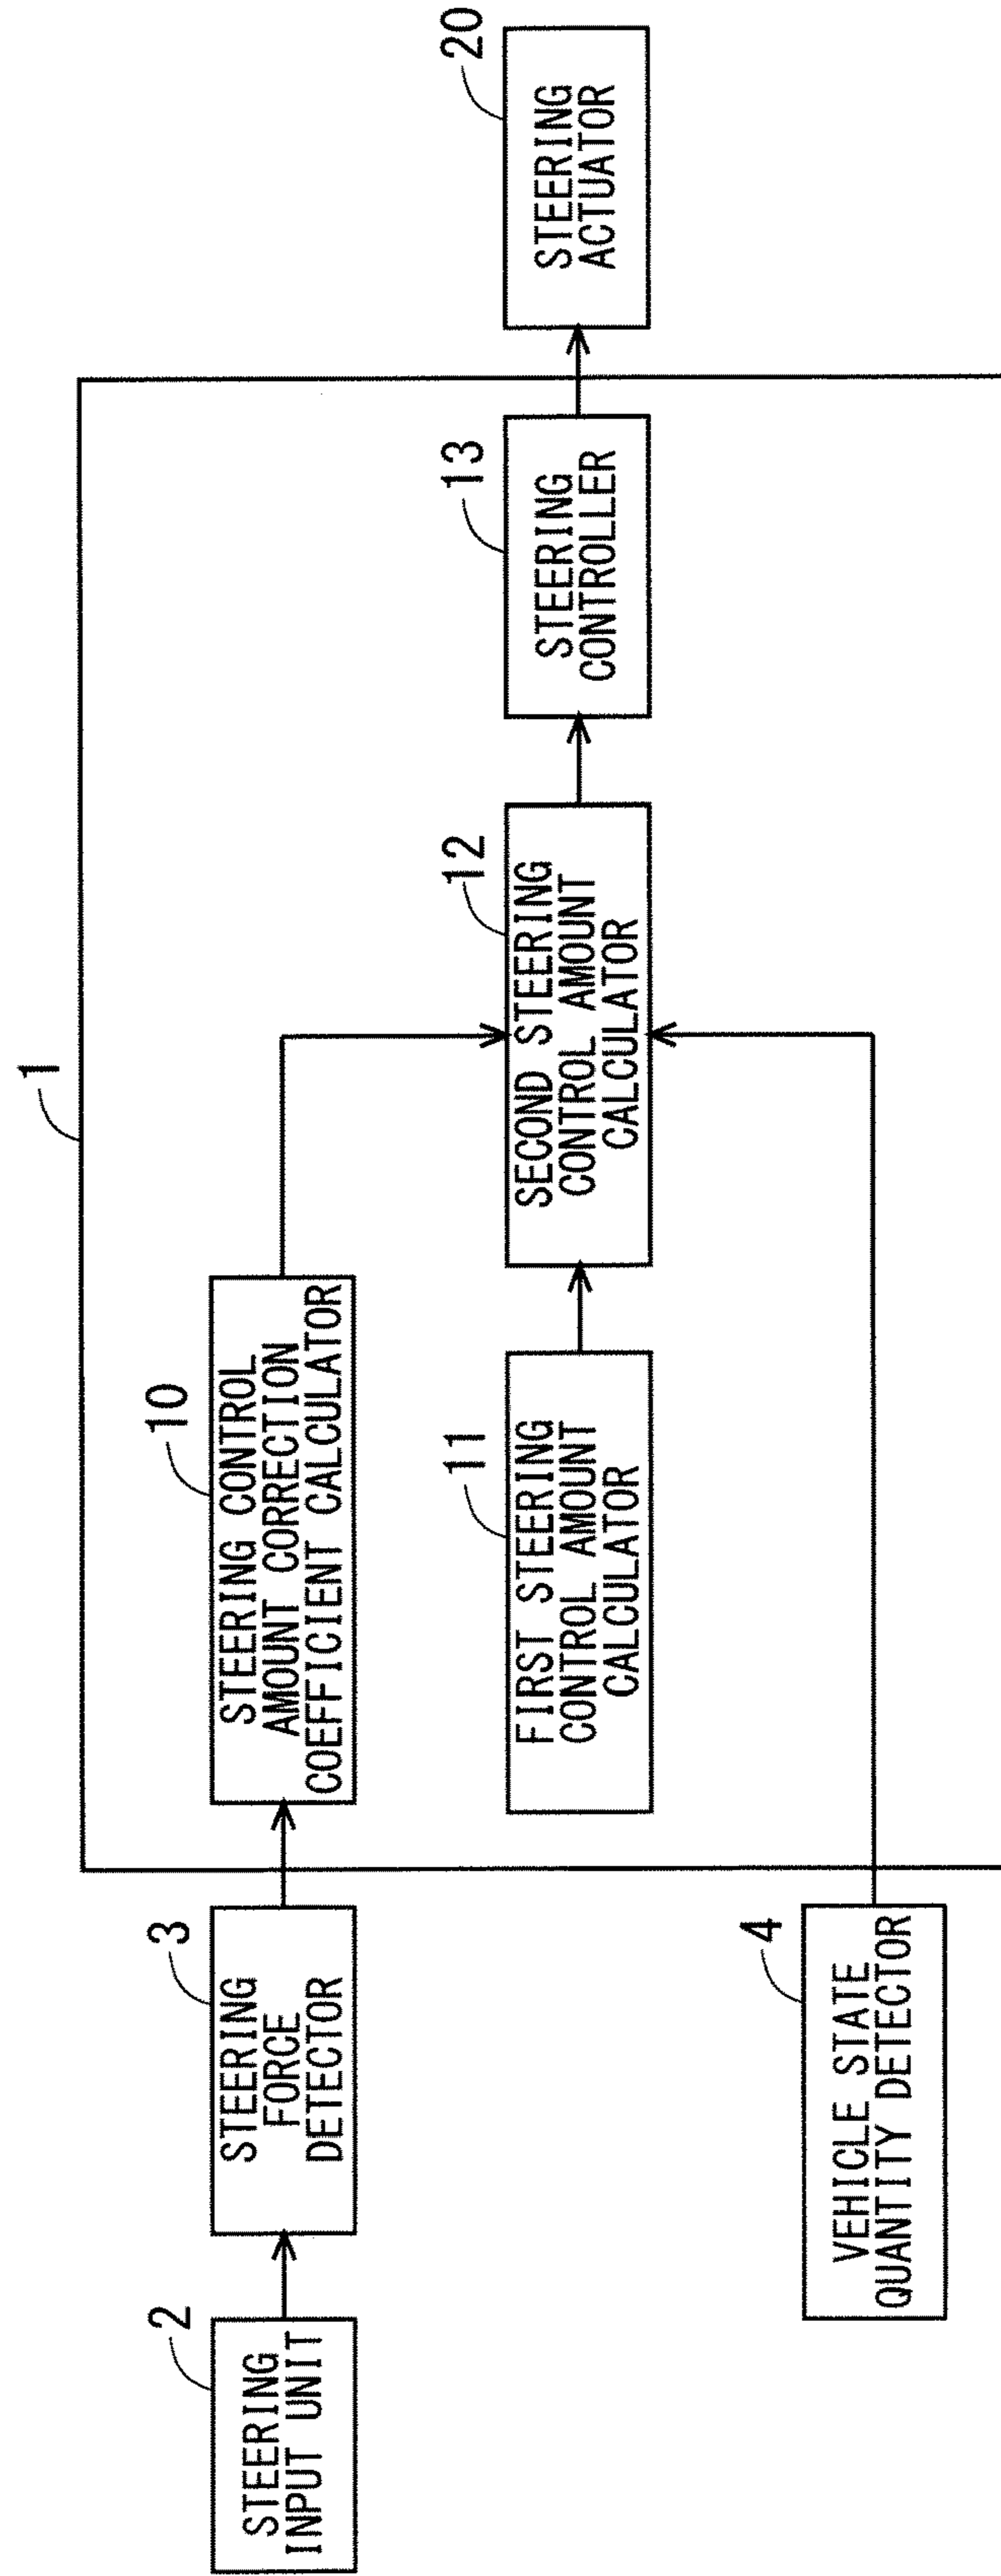 1
2
STEERING
INPUT UNIT
3
STEERING
FORCE
DETECTOR
10
STEERING CONTROL
AMOUNT CORRECTION
COEFFICIENT CALCULATOR
11
FIRST STEERING
CONTROL AMOUNT
CALCULATOR
12
SECOND STEERING
CONTROL AMOUNT
CALCULATOR
13
STEERING
CONTROLLER
20
STEERING
ACTUATOR
4
VEHICLE STATE
QUANTITY DETECTOR